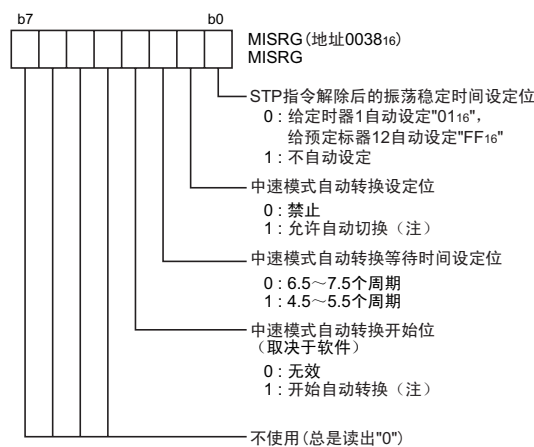 b7 b0
MISRG（地址0038₁₆）
MISRG
STP指令解除后的振荡稳定时间设定位
0：给定时器1自动设定"01₁₆"，
给预定标器12自动设定"FF₁₆"
1：不自动设定
中速模式自动转换设定位
0：禁止
1：允许自动切换（注）
中速模式自动转换等待时间设定位
0：6.5～7.5个周期
1：4.5～5.5个周期
中速模式自动转换开始位
（取决于软件）
0：无效
1：开始自动转换（注）
不使用（总是读出"0"）